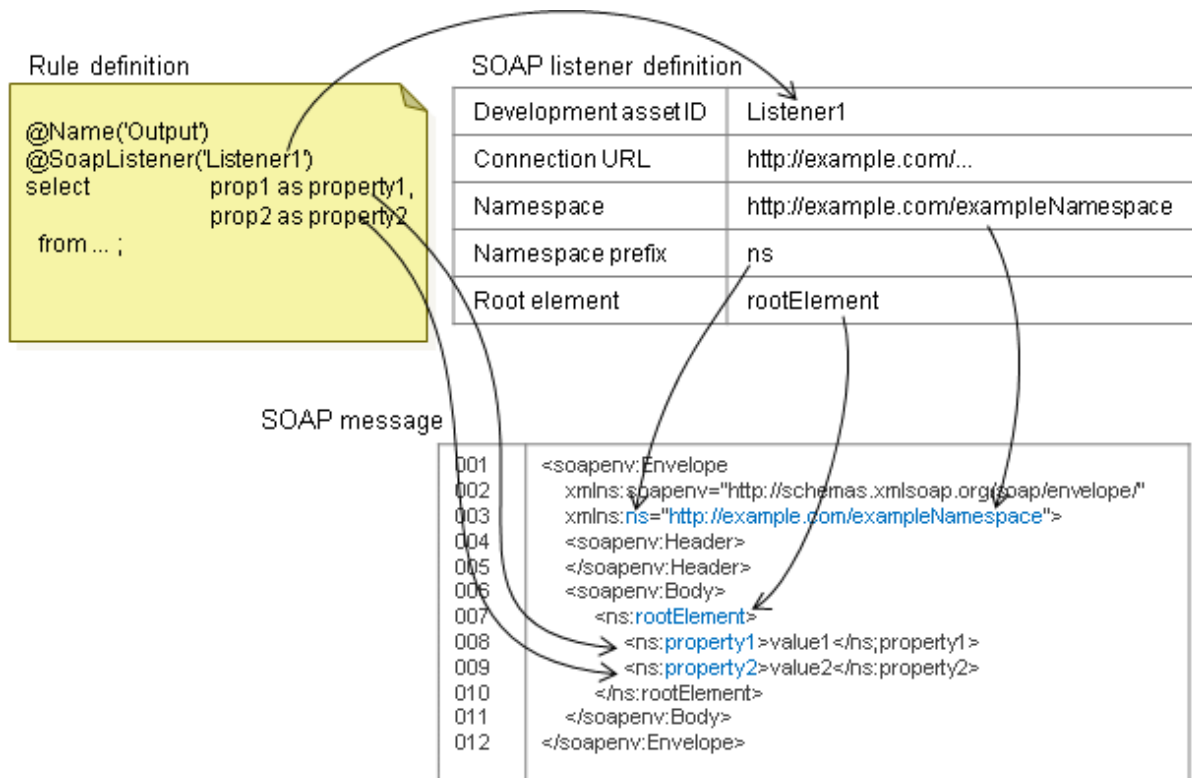 Rule definition
@Name('Output')
@SoapListener('Listener1')
select prop1 as property1,
prop2 as property2
from ... ;
SOAP listener definition
Development asset ID Listener1
Connection URL http://example.com/...
Namespace http://example.com/exampleNamespace
Namespace prefix ns
Root element rootElement
SOAP message
001 <soapenv:Envelope
002 xmlns:soapenv="http://schemas.xmlsoap.org/soap/envelope/"
003 xmlns:ns="http://example.com/exampleNamespace">
004 <soapenv:Header>
005 </soapenv:Header>
006 <soapenv:Body>
007 <ns:rootElement>
008 <ns:property1>value1</ns;property1>
009 <ns:property2>value2</ns:property2>
010 </ns:rootElement>
011 </soapenv:Body>
012 </soapenv:Envelope>